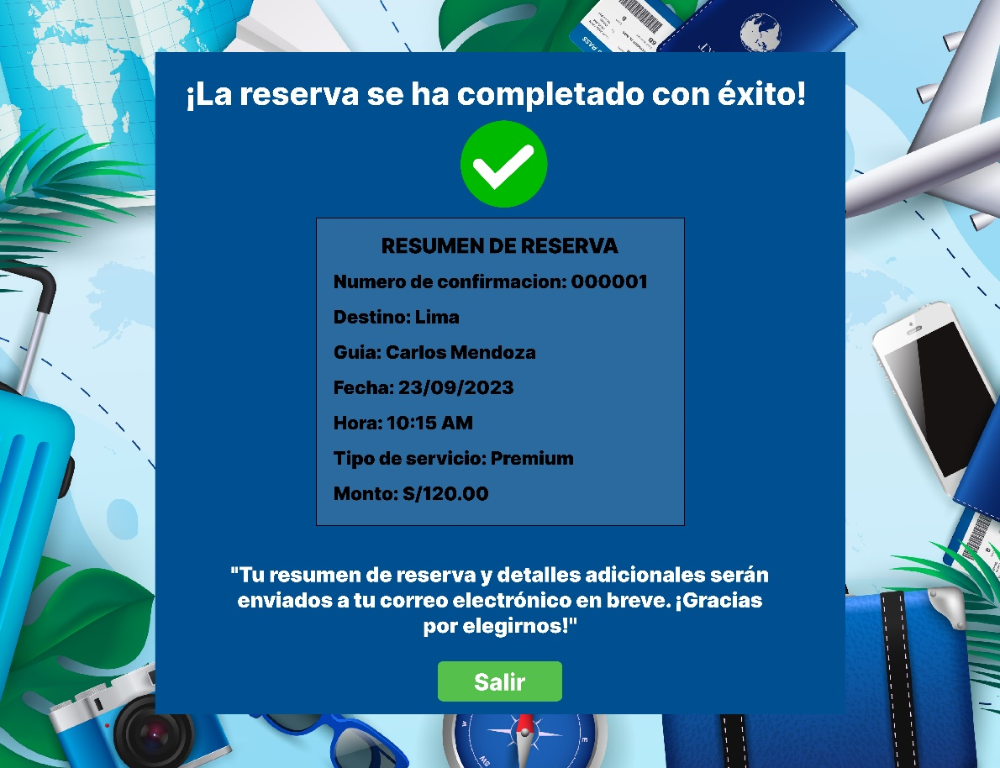 ¡La reserva se ha completado con éxito!
RESUMEN DE RESERVA
Numero de confirmacion: 000001
Destino: Lima
Guia: Carlos Mendoza
Fecha: 23/09/2023
Hora: 10:15 AM
Tipo de servicio: Premium
Monto: S/120.00
"Tu resumen de reserva y detalles adicionales serán
enviados a tu correo electrónico en breve. ¡Gracias
por elegirnos!"
Salir
W
E
SW